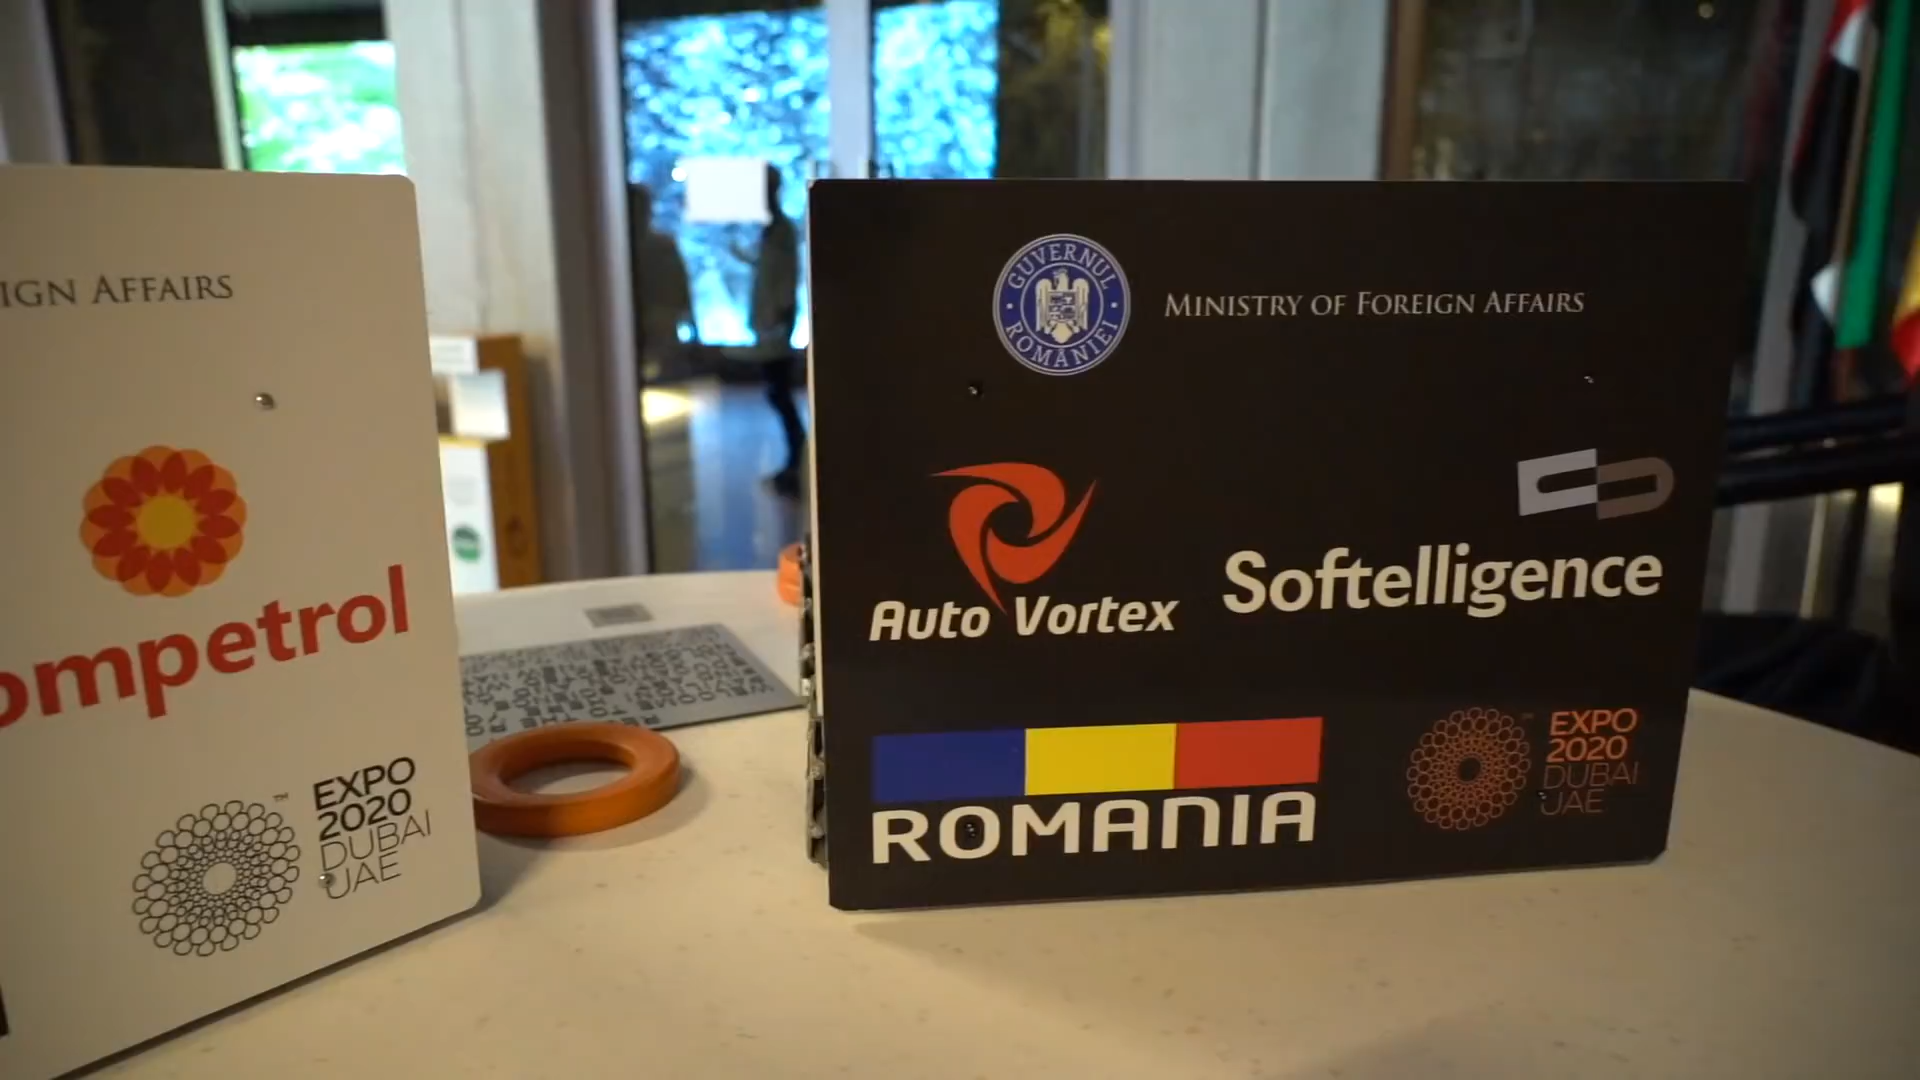 IGN AFFAIRS
ompetrol
EXPO
2020
DUBAI
UAE
™
GUVERNUL
ROMÂNIEI
MINISTRY OF FOREIGN AFFAIRS
Auto Vortex
Softelligence
ROMANIA
EXPO
2020
DUBAI
UAE